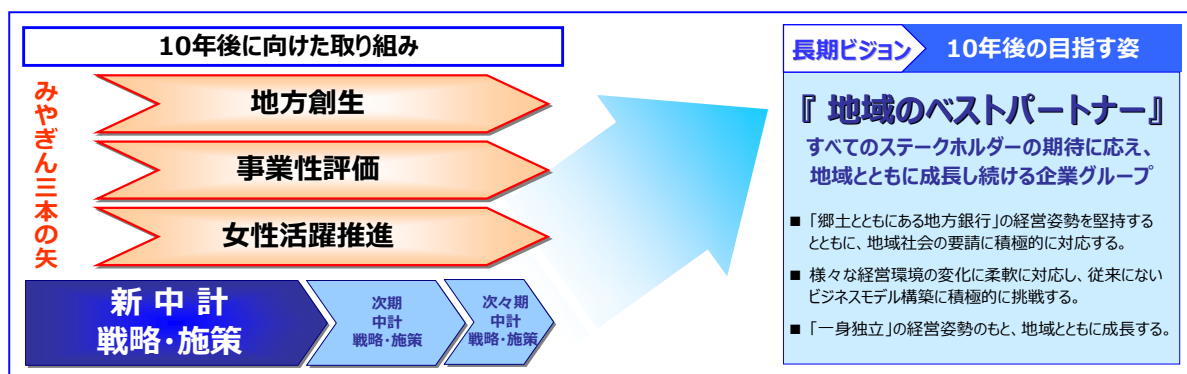 10年後に向けた取り組み
みやぎん三本の矢
地方創生
事業性評価
女性活躍推進
新中計
戦略・施策
次期
中計
戦略・施策
次々期
中計
戦略・施策
長期ビジョン
10年後の目指す姿
『地域のベストパートナー』
すべてのステークホルダーの期待に応え、
地域とともに成長し続ける企業グループ
■ 「郷土とともにある地方銀行」の経営姿勢を堅持する
とともに、地域社会の要請に積極的に対応する。
■ 様々な経営環境の変化に柔軟に対応し、従来にない
ビジネスモデル構築に積極的に挑戦する。
■ 「一身独立」の経営姿勢のもと、地域とともに成長する。